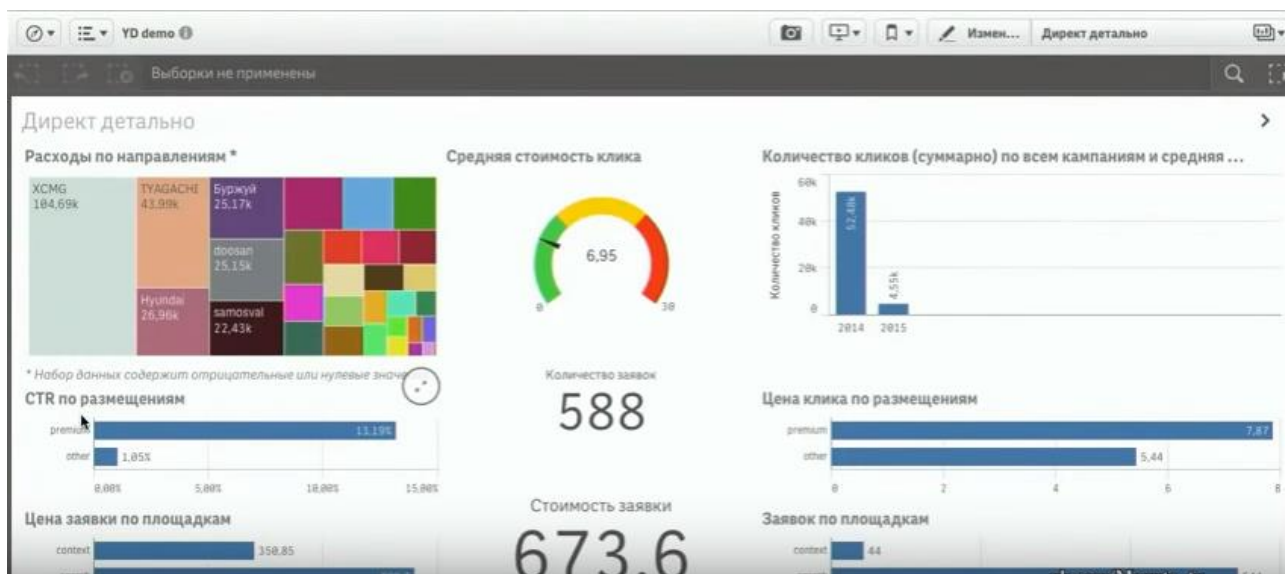 YD demo
Измен...
Директ детально
Выборки не применены
Директ детально
Расходы по направлениям *
XCMG
104,69k
TYAGACHI
43,99k
Hyundai
26,96k
Буржуй
25,17k
doosan
25,15k
samosval
22,43k
* Набор данных содержит отрицательные или нулевые значе
Средняя стоимость клика
6,95
0
30
Количество кликов (суммарно) по всем кампаниям и средняя ...
Количество кликов
60k
40k
20k
0
52,48k
4,55k
2014
2015
CTR по размещениям
premium
13,19%
other
1,05%
0,00%
5,00%
10,00%
15,00%
Количество заявок
588
Цена клика по размещениям
premium
7,87
other
5,44
0
2
4
6
8
Цена заявки по площадкам
context
350,85
Стоимость заявки
673,6
Заявок по площадкам
context
44